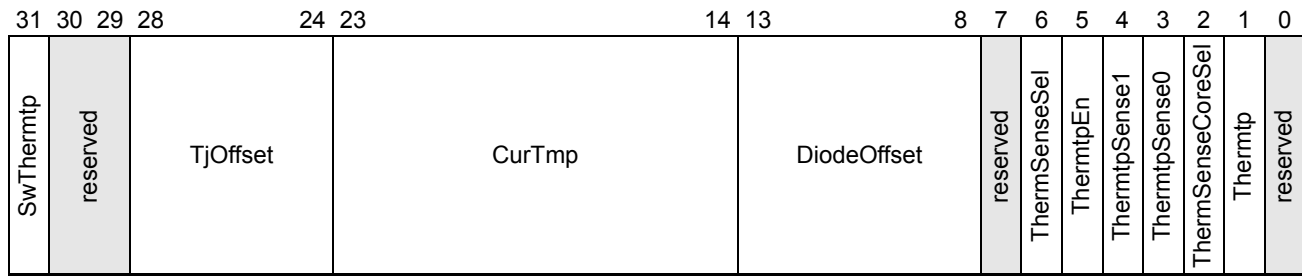 31 30 29 28 24 23 14 13 8 7 6 5 4 3 2 1 0
SwThermtp
reserved
TjOffset
CurTmp
DiodeOffset
reserved
ThermSenseSel
ThermtpEn
ThermtpSense1
ThermtpSense0
ThermSenseCoreSel
Thermtp
reserved